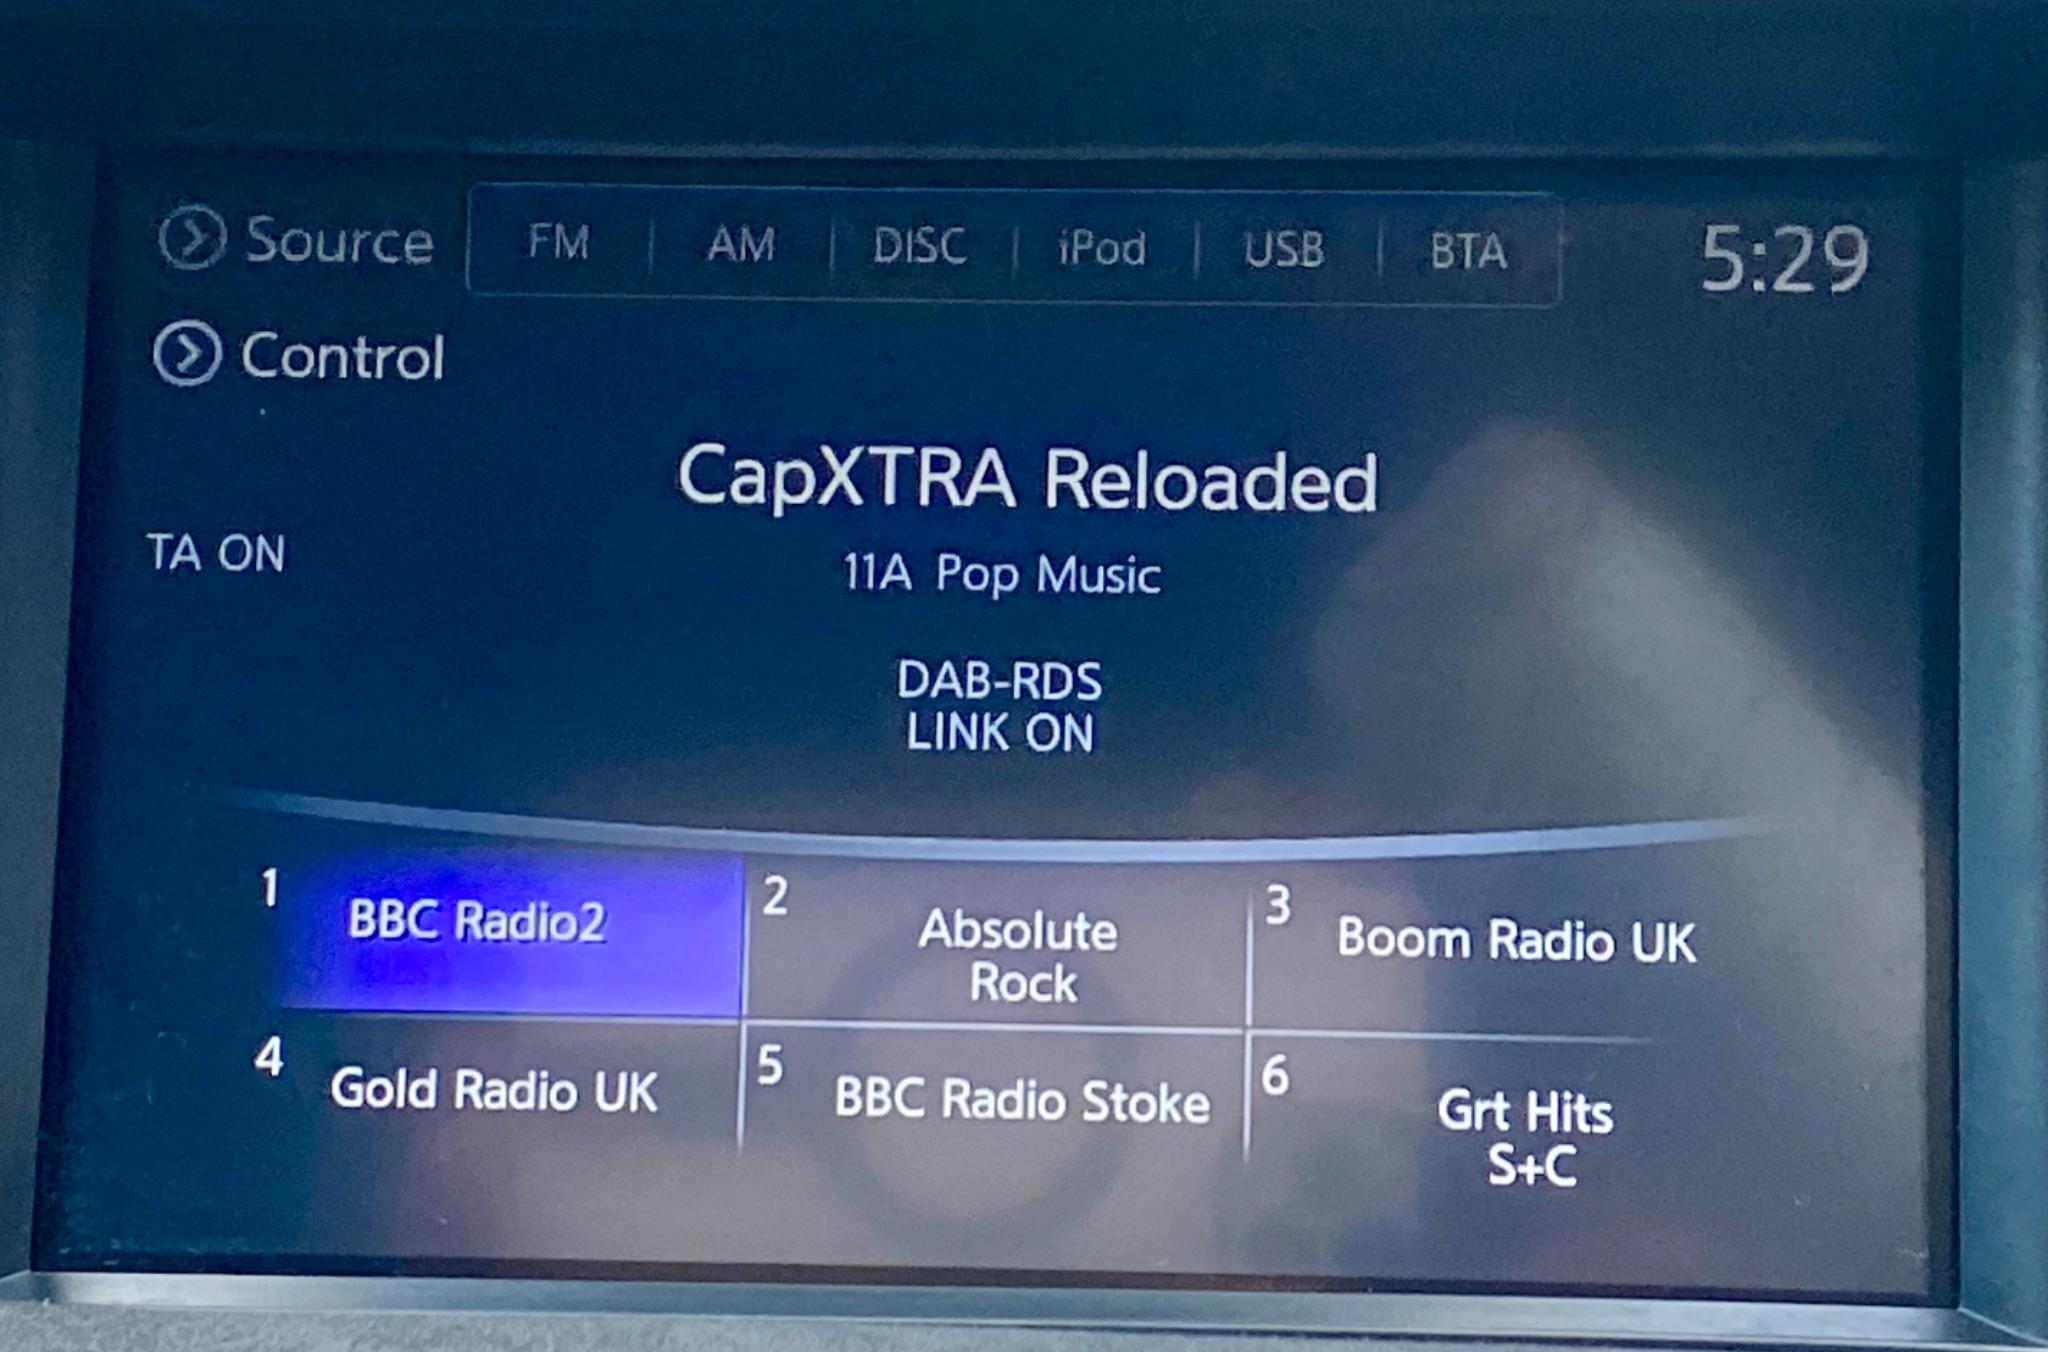 Source FM AM DISC iPod USB BTA 5:29
Control
CapXTRA Reloaded
TA ON
11A Pop Music
DAB-RDS
LINK ON
1 BBC Radio2
2 Absolute
Rock
3 Boom Radio UK
4 Gold Radio UK
5 BBC Radio Stoke
6 Grt Hits
S+C